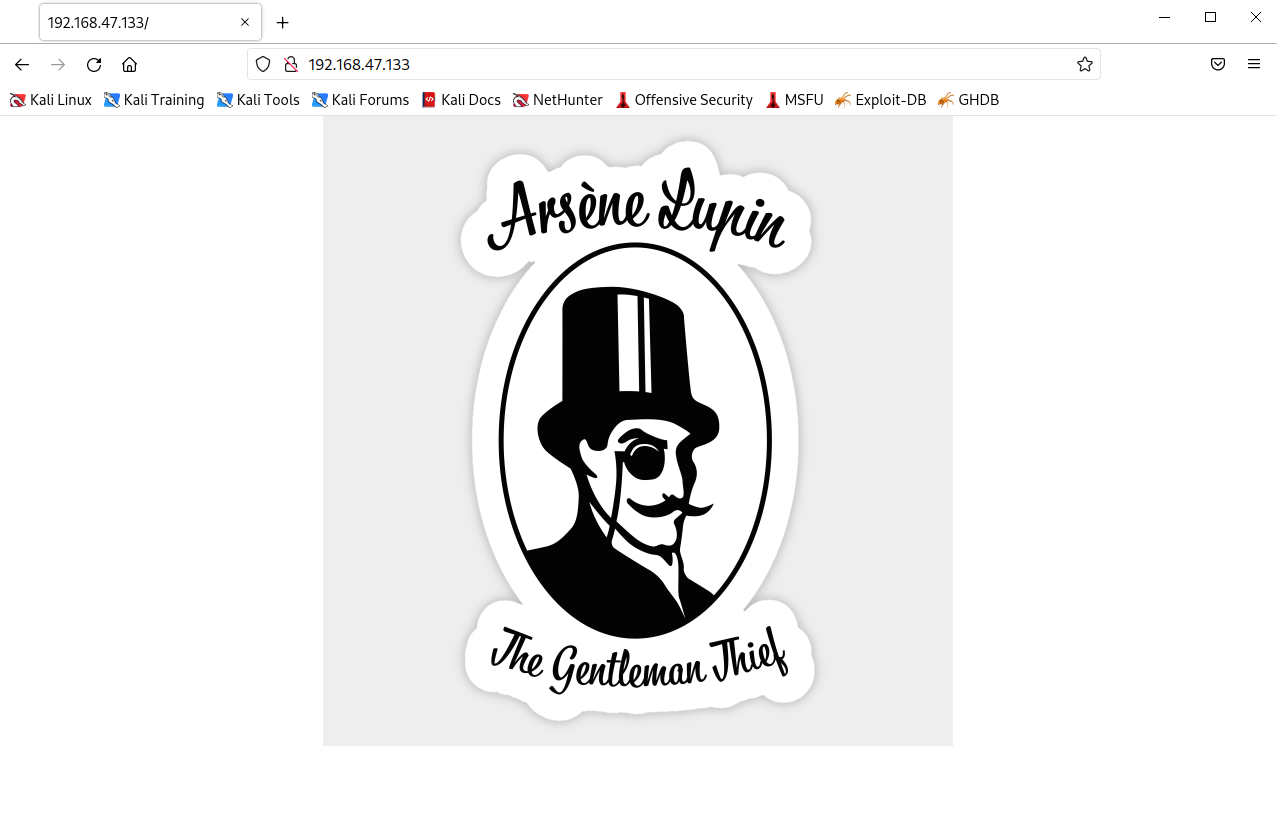 192.168.47.133/
192.168.47.133
Kali Linux Kali Training Kali Tools Kali Forums Kali Docs NetHunter Offensive Security MSFU Exploit-DB GHDB
Arsène Lupin
The Gentleman Thief